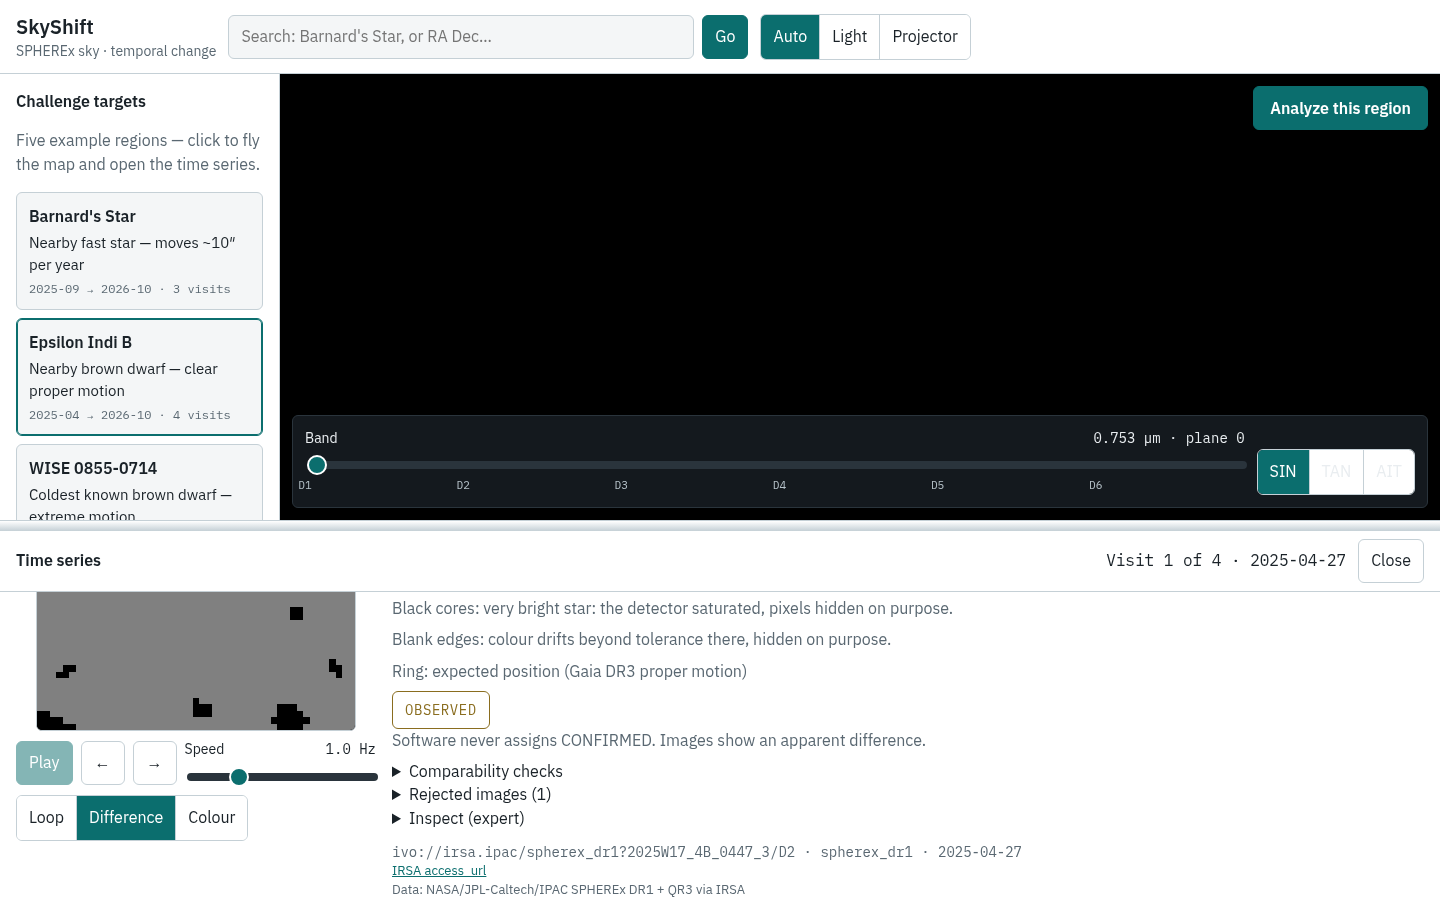 SkyShift
SPHEREx sky · temporal change
Search: Barnard's Star, or RA Dec...
Go
Auto
Light
Projector
Challenge targets
Five example regions — click to fly
the map and open the time series.
Barnard's Star
Nearby fast star — moves ~10″
per year
2025-09 → 2026-10 · 3 visits
Epsilon Indi B
Nearby brown dwarf — clear
proper motion
2025-04 → 2026-10 · 4 visits
WISE 0855-0714
Coldest known brown dwarf —
extreme motion
Analyze this region
Band
0.753 µm · plane 0
D1
D2
D3
D4
D5
D6
SIN
TAN
AIT
Time series
Visit 1 of 4 · 2025-04-27
Close
Black cores: very bright star: the detector saturated, pixels hidden on purpose.
Blank edges: colour drifts beyond tolerance there, hidden on purpose.
Ring: expected position (Gaia DR3 proper motion)
OBSERVED
Software never assigns CONFIRMED. Images show an apparent difference.
Play
←
→
Speed
1.0 Hz
Loop
Difference
Colour
▶ Comparability checks
▶ Rejected images (1)
▶ Inspect (expert)
ivo://irsa.ipac/spherex_dr1?2025W17_4B_0447_3/D2 · spherex_dr1 · 2025-04-27
IRSA access_url
Data: NASA/JPL-Caltech/IPAC SPHEREx DR1 + QR3 via IRSA